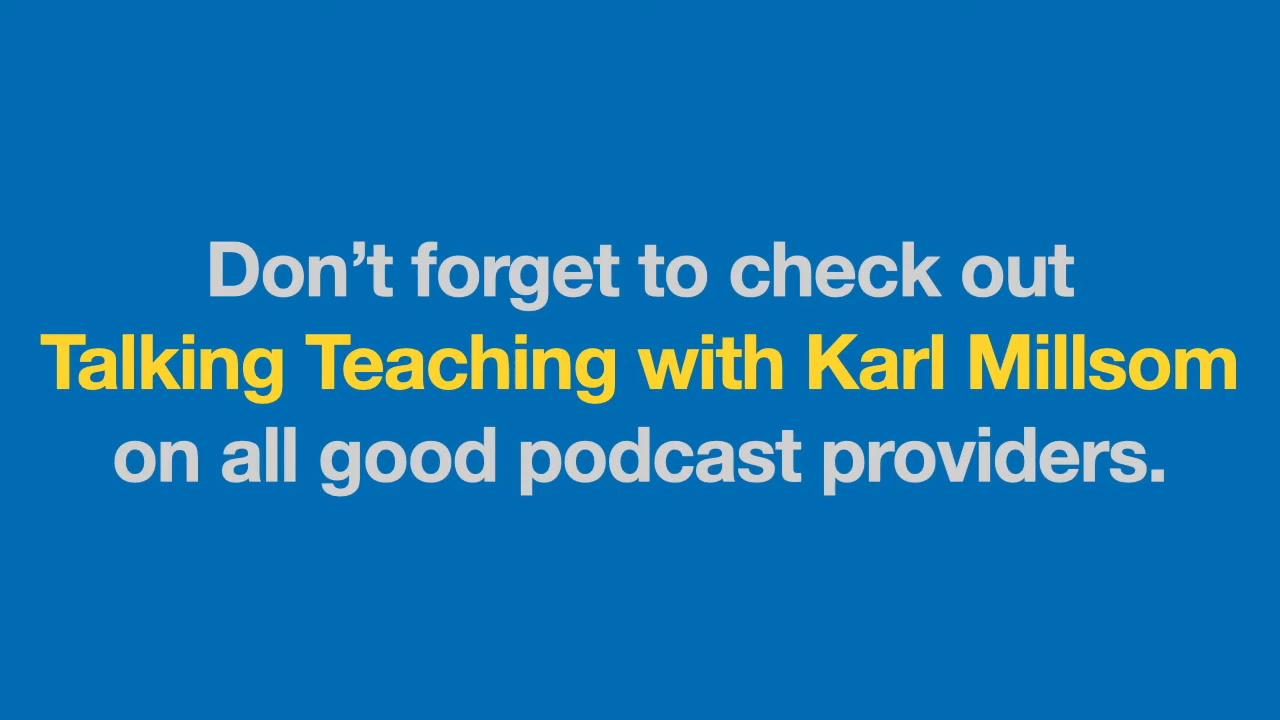 Don’t forget to check out
Talking Teaching with Karl Millsom
on all good podcast providers.